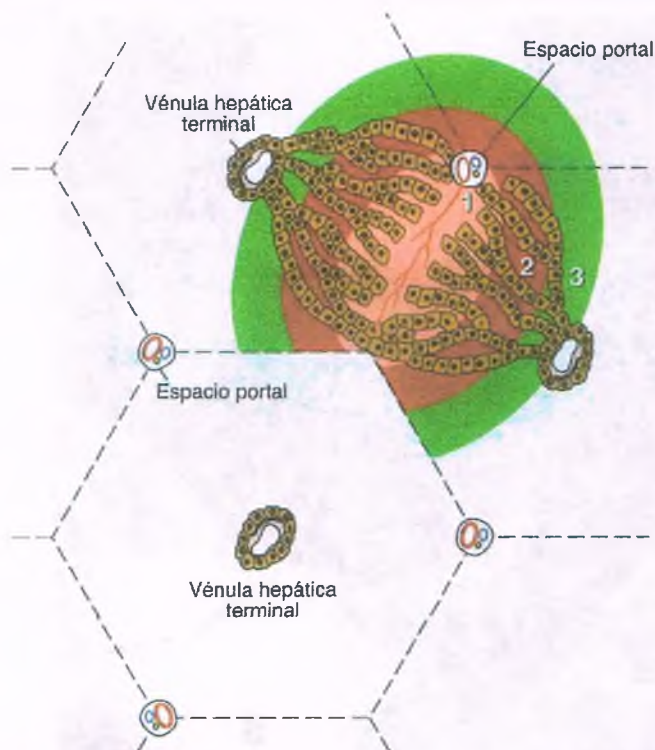 Espacio portal
Vénula hepática
terminal
1
2
3
Espacio portal
Vénula hepática
terminal